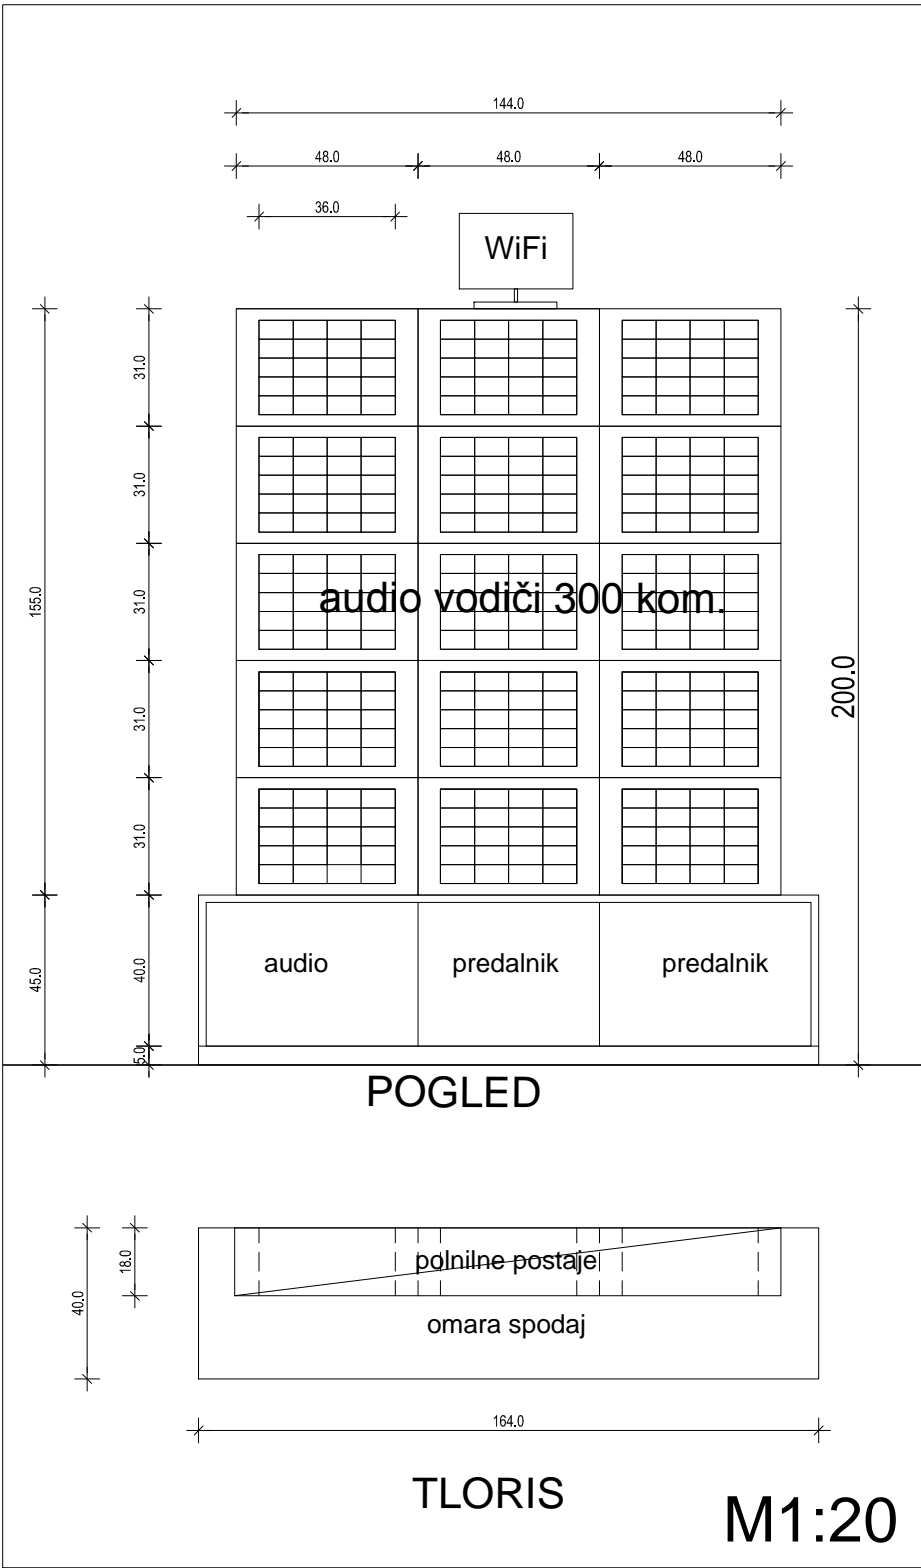 144.0
48.0 48.0 48.0
36.0
WiFi
31.0
31.0
155.0
31.0
audio vodiči 300 kom.
200.0
31.0
31.0
45.0
40.0
audio predalnik predalnik
5.0
POGLED
40.0
18.0
polnilne postaje
omara spodaj
164.0
TLORIS
M1:20